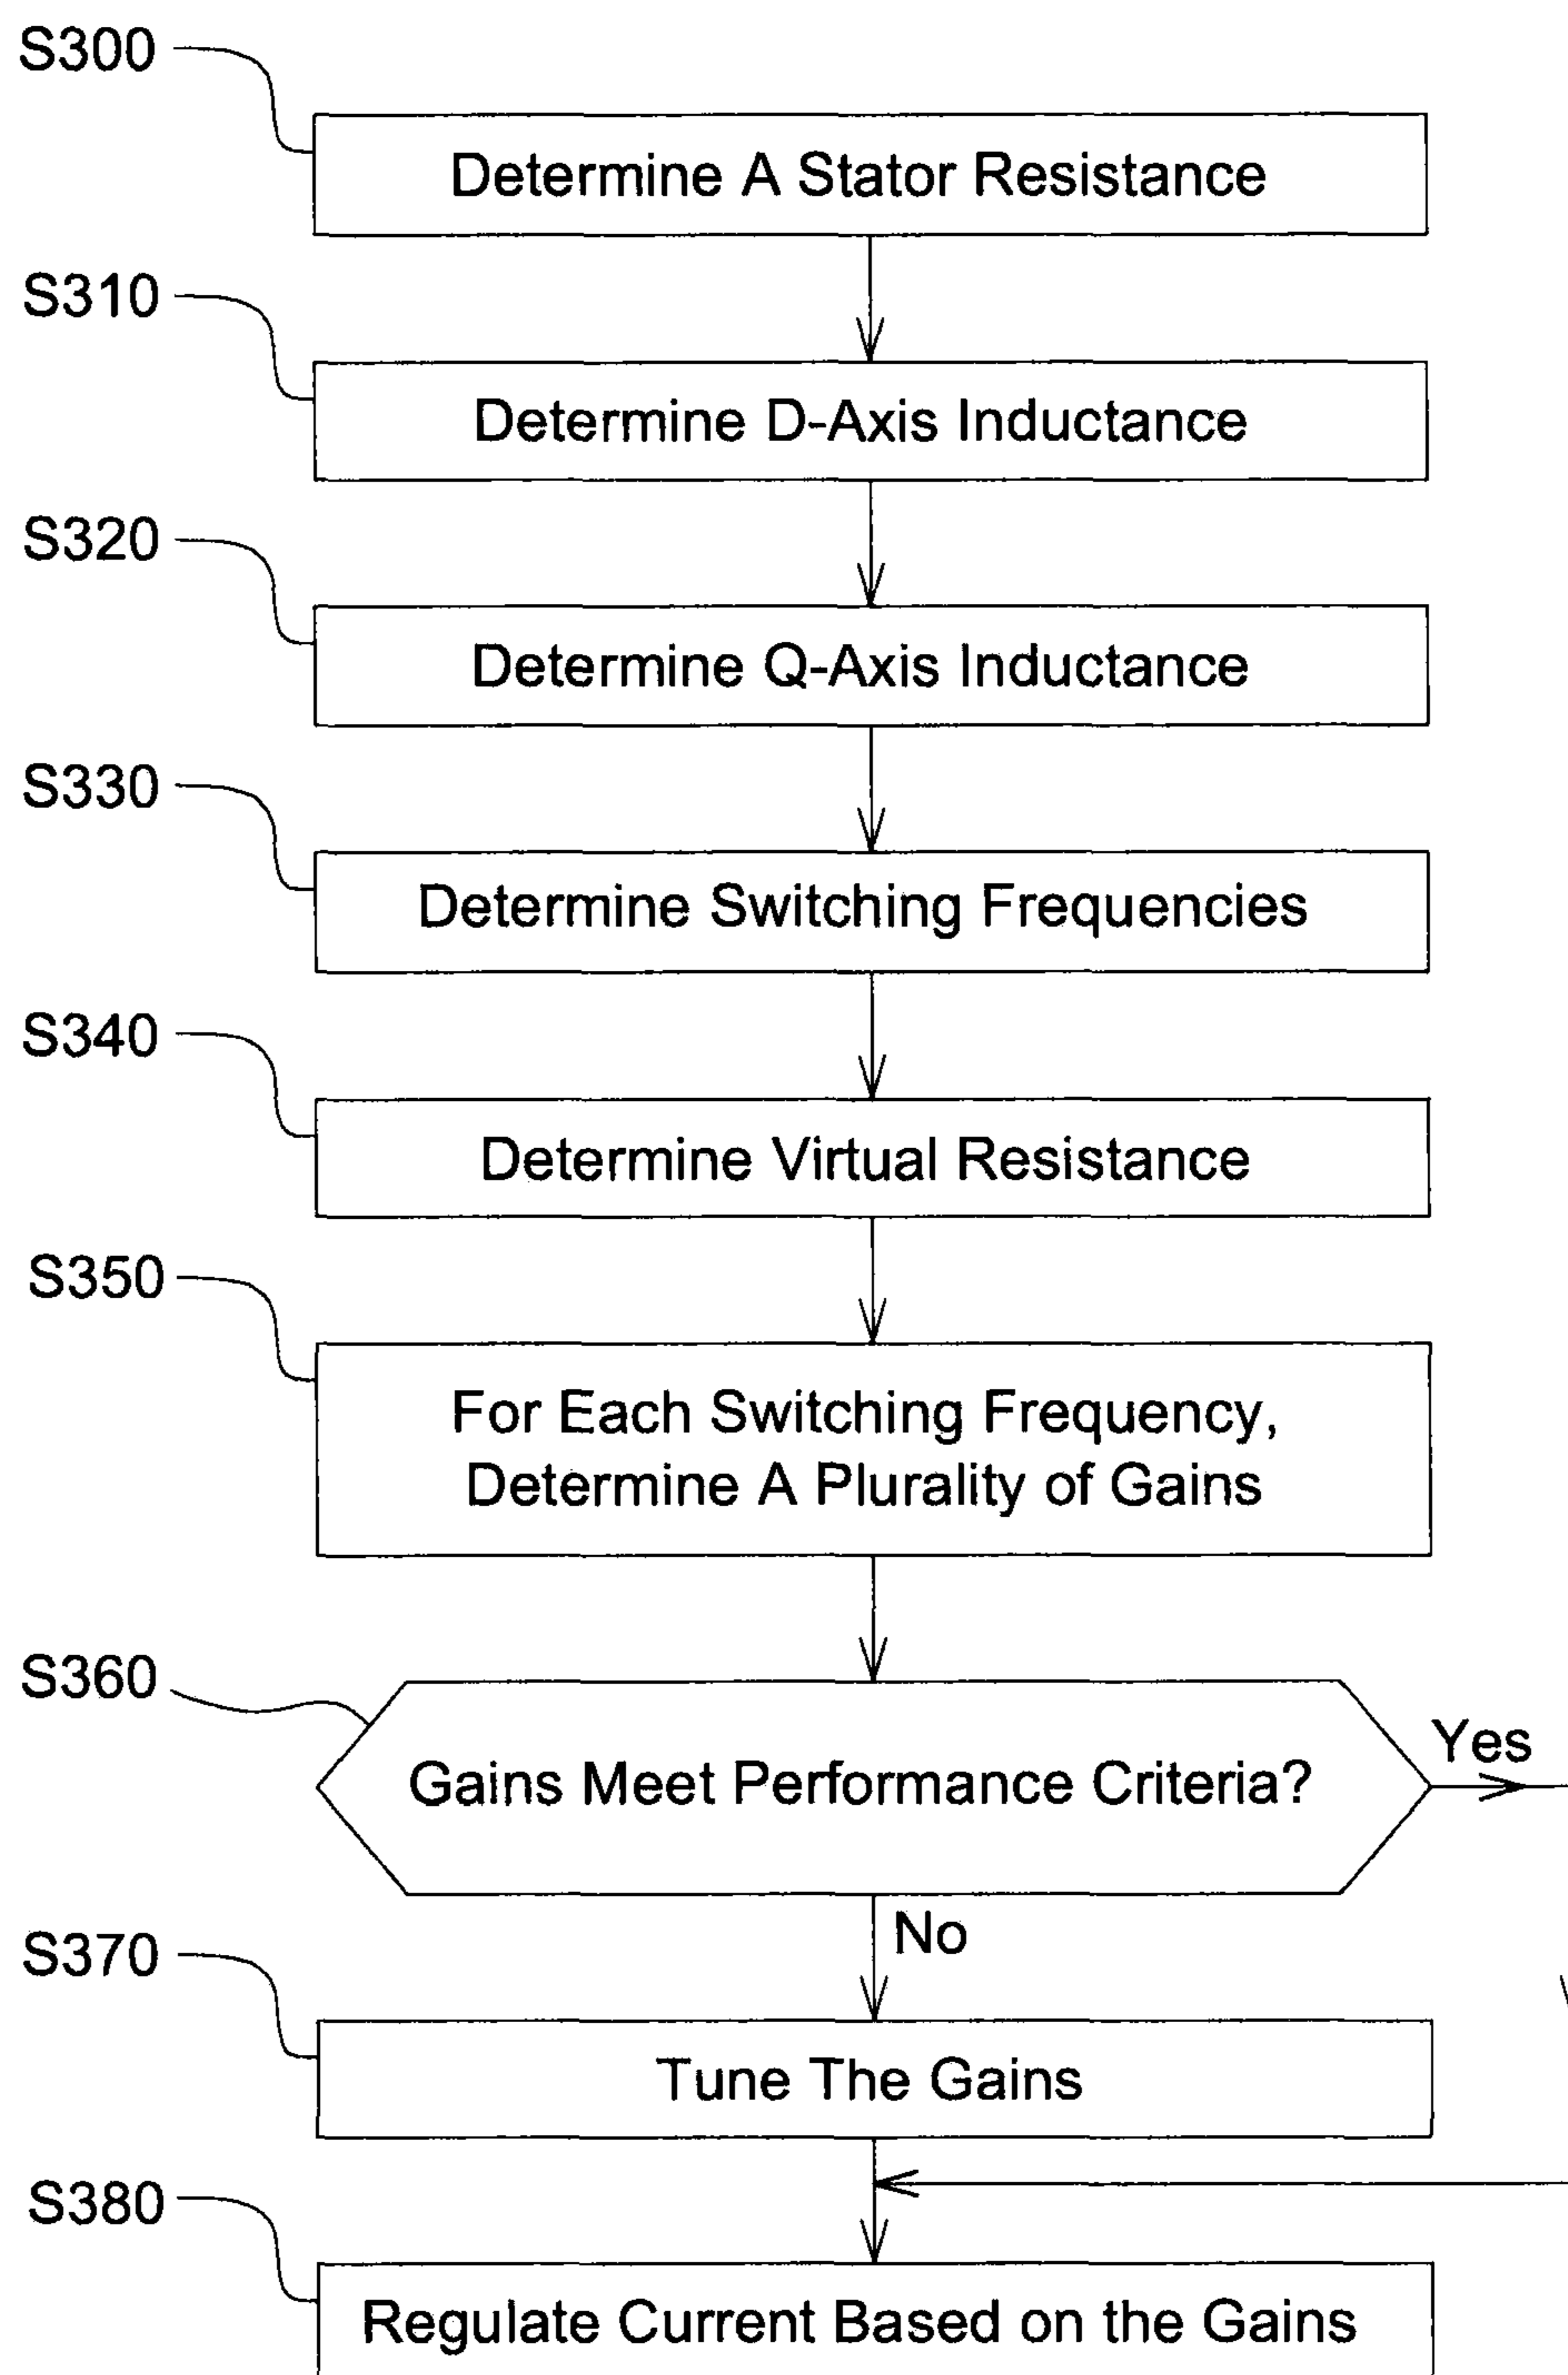 S300
Determine A Stator Resistance
S310
Determine D-Axis Inductance
S320
Determine Q-Axis Inductance
S330
Determine Switching Frequencies
S340
Determine Virtual Resistance
S350
For Each Switching Frequency,
Determine A Plurality of Gains
S360
Gains Meet Performance Criteria?
Yes
No
S370
Tune The Gains
S380
Regulate Current Based on the Gains